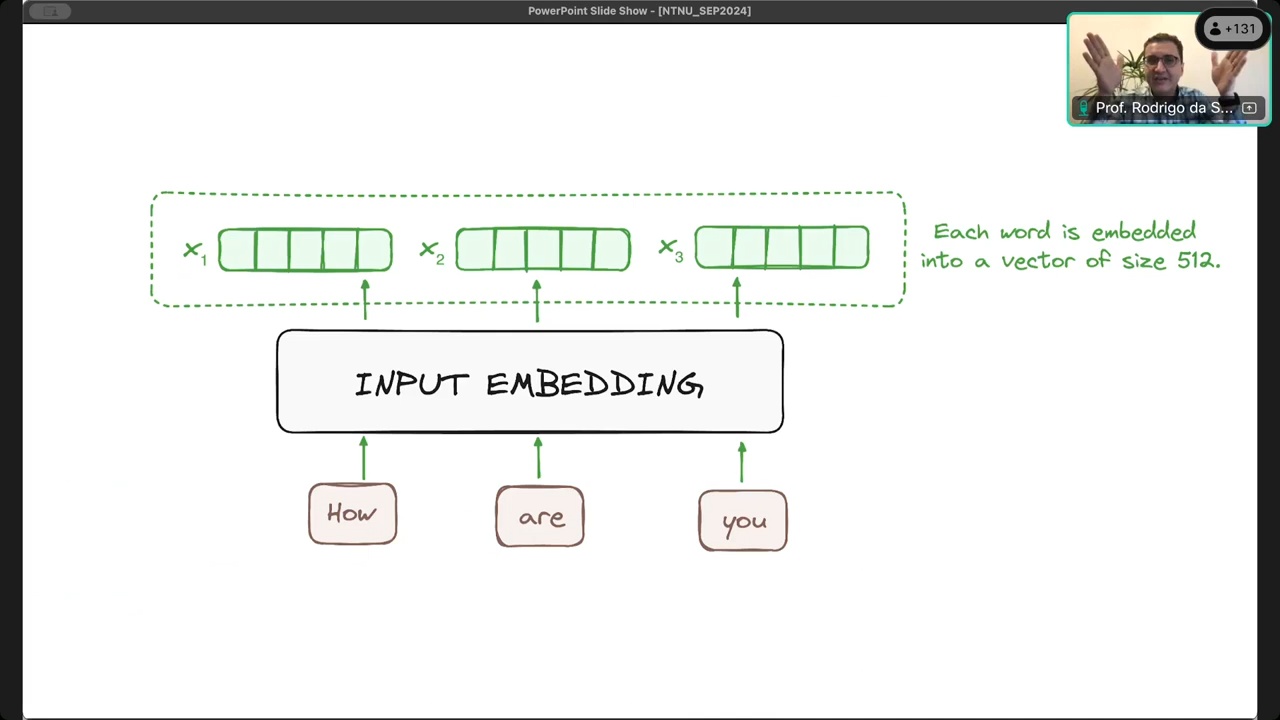 PowerPoint Slide Show - [NTNU_SEP2024]
+131
Prof. Rodrigo da S...
x1
x2
x3
Each word is embedded
into a vector of size 512.
INPUT EMBEDDING
How
are
you